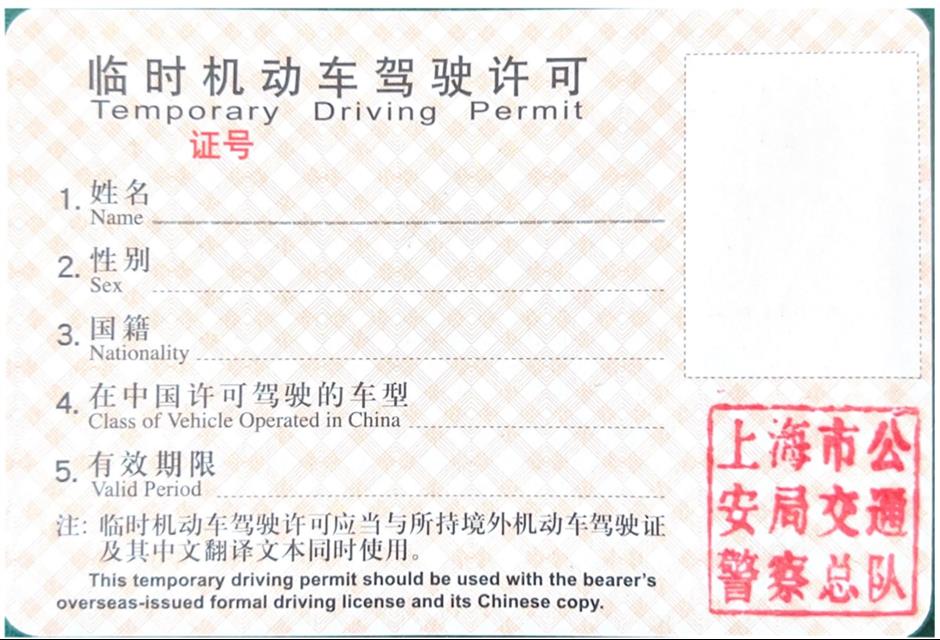 临时机动车驾驶许可
Temporary Driving Permit
证号
1. 姓名
Name
2. 性别
Sex
3. 国籍
Nationality
4. 在中国许可驾驶的车型
Class of Vehicle Operated in China
5. 有效期限
Valid Period
注: 临时机动车驾驶许可应当与所持境外机动车驾驶证
及其中文翻译文本同时使用。
This temporary driving permit should be used with the bearer's
overseas-issued formal driving license and its Chinese copy.
上海市公
安局交通
警察总队